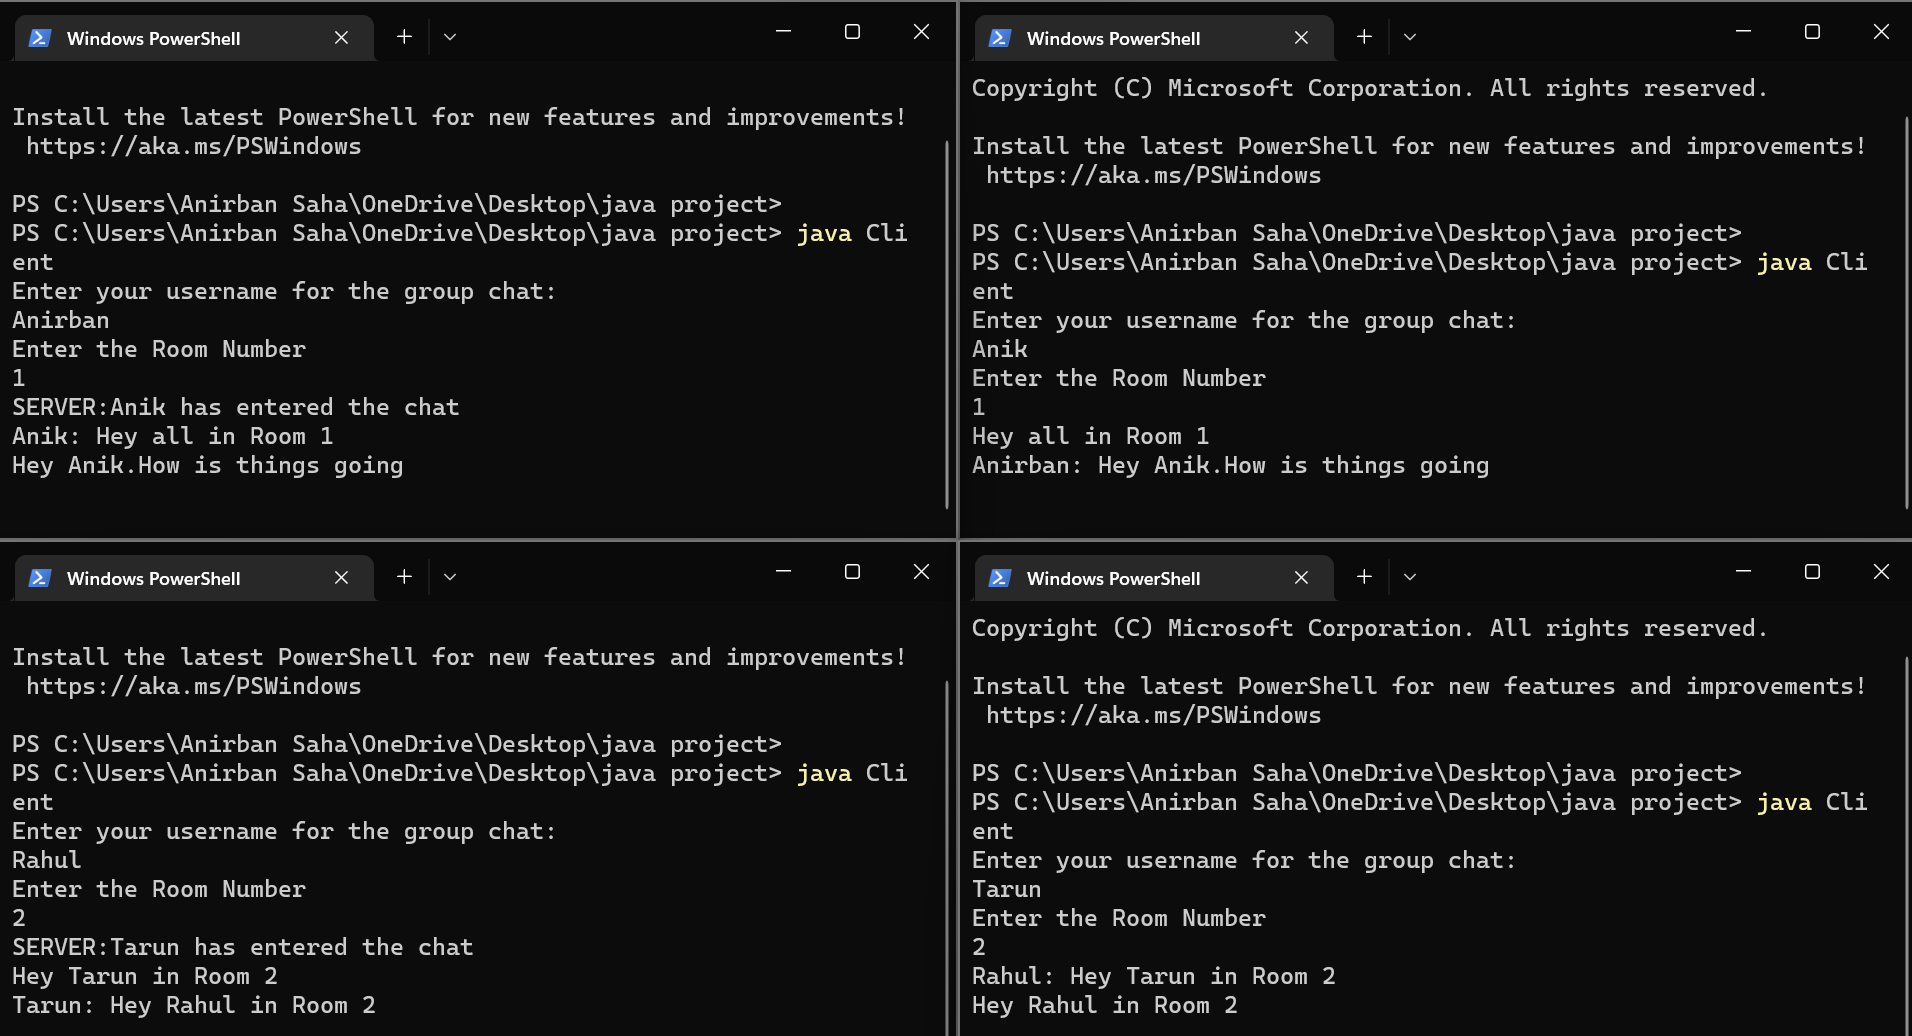 Windows PowerShell
Install the latest PowerShell for new features and improvements!
https://aka.ms/PSWindows
PS C:\Users\Anirban Saha\OneDrive\Desktop\java project>
PS C:\Users\Anirban Saha\OneDrive\Desktop\java project> java Cli
ent
Enter your username for the group chat:
Anirban
Enter the Room Number
1
SERVER:Anik has entered the chat
Anik: Hey all in Room 1
Hey Anik.How is things going
Windows PowerShell
Copyright (C) Microsoft Corporation. All rights reserved.
Install the latest PowerShell for new features and improvements!
https://aka.ms/PSWindows
PS C:\Users\Anirban Saha\OneDrive\Desktop\java project>
PS C:\Users\Anirban Saha\OneDrive\Desktop\java project> java Cli
ent
Enter your username for the group chat:
Anik
Enter the Room Number
1
Hey all in Room 1
Anirban: Hey Anik.How is things going
Windows PowerShell
Install the latest PowerShell for new features and improvements!
https://aka.ms/PSWindows
PS C:\Users\Anirban Saha\OneDrive\Desktop\java project>
PS C:\Users\Anirban Saha\OneDrive\Desktop\java project> java Cli
ent
Enter your username for the group chat:
Rahul
Enter the Room Number
2
SERVER:Tarun has entered the chat
Hey Tarun in Room 2
Tarun: Hey Rahul in Room 2
Windows PowerShell
Copyright (C) Microsoft Corporation. All rights reserved.
Install the latest PowerShell for new features and improvements!
https://aka.ms/PSWindows
PS C:\Users\Anirban Saha\OneDrive\Desktop\java project>
PS C:\Users\Anirban Saha\OneDrive\Desktop\java project> java Cli
ent
Enter your username for the group chat:
Tarun
Enter the Room Number
2
Rahul: Hey Tarun in Room 2
Hey Rahul in Room 2